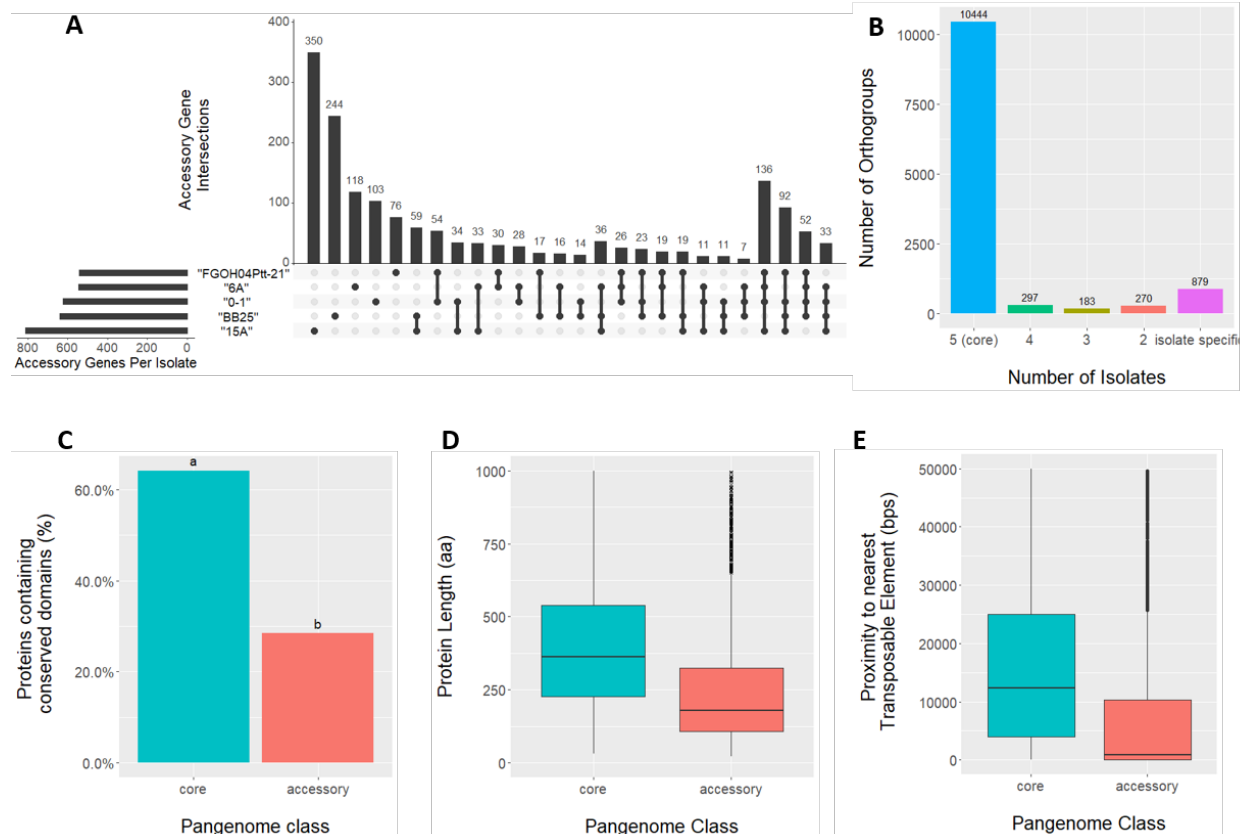 A
Accessory Gene
Intersections
400
300
200
100
0
350
244
118
103
76
59
54
34
33
30
28
17
16
14
36
26
23
19
19
11
11
7
136
92
52
33
"FGOH04Ptt-21"
"6A"
"0-1"
"BB25"
"15A"
800 600 400 200 0
Accessory Genes Per Isolate
B
Number of Orthogroups
10000
7500
5000
2500
0
10444
297
183
270
879
5 (core) 4 3 2 isolate specific
Number of Isolates
C
Proteins containing
conserved domains (%)
60.0%
40.0%
20.0%
0.0%
a
b
core accessory
Pangenome class
D
Protein Length (aa)
1000
750
500
250
0
core accessory
Pangenome Class
E
Proximity to nearest
Transposable Element (bps)
50000
40000
30000
20000
10000
0
core accessory
Pangenome Class